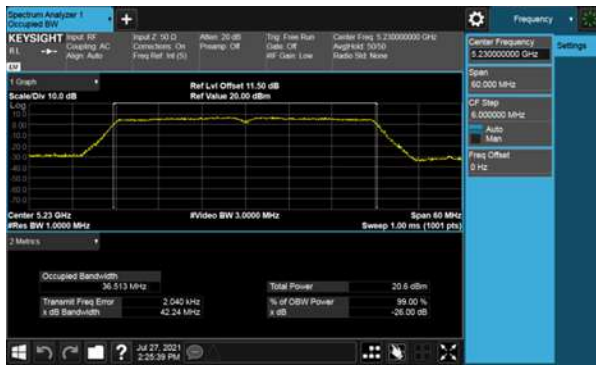 Spectrum Analyzer 1
Occupied BW
Frequency
KEYSIGHT
Input: RF
Coupling: AC
Align: Auto
Input Z: 50 Ω
Corrections: On
Freq Ref: Int (S)
Atten: 20 dB
Preamp: Off
Trig: Free Run
Gate: Off
#IF Gain: Low
Center Freq: 5.230000000 GHz
Avg|Hold: 50/50
Radio Std: None
Center Frequency
5.230000000 GHz
Settings
Span
60.000 MHz
CF Step
6.000000 MHz
Auto
Man
Freq Offset
0 Hz
1 Graph
Scale/Div 10.0 dB
Ref Lvl Offset 11.50 dB
Ref Value 20.00 dBm
Log
10.0
0.00
-10.0
-20.0
-30.0
-40.0
-50.0
-60.0
-70.0
Center 5.23 GHz
#Res BW 1.0000 MHz
#Video BW 3.0000 MHz
Span 60 MHz
Sweep 1.00 ms (1001 pts)
2 Metrics
Occupied Bandwidth
36.513 MHz
Total Power
20.6 dBm
Transmit Freq Error
2.040 kHz
% of OBW Power
99.00 %
x dB Bandwidth
42.24 MHz
x dB
-26.00 dB
Jul 27, 2021
2:25:39 PM